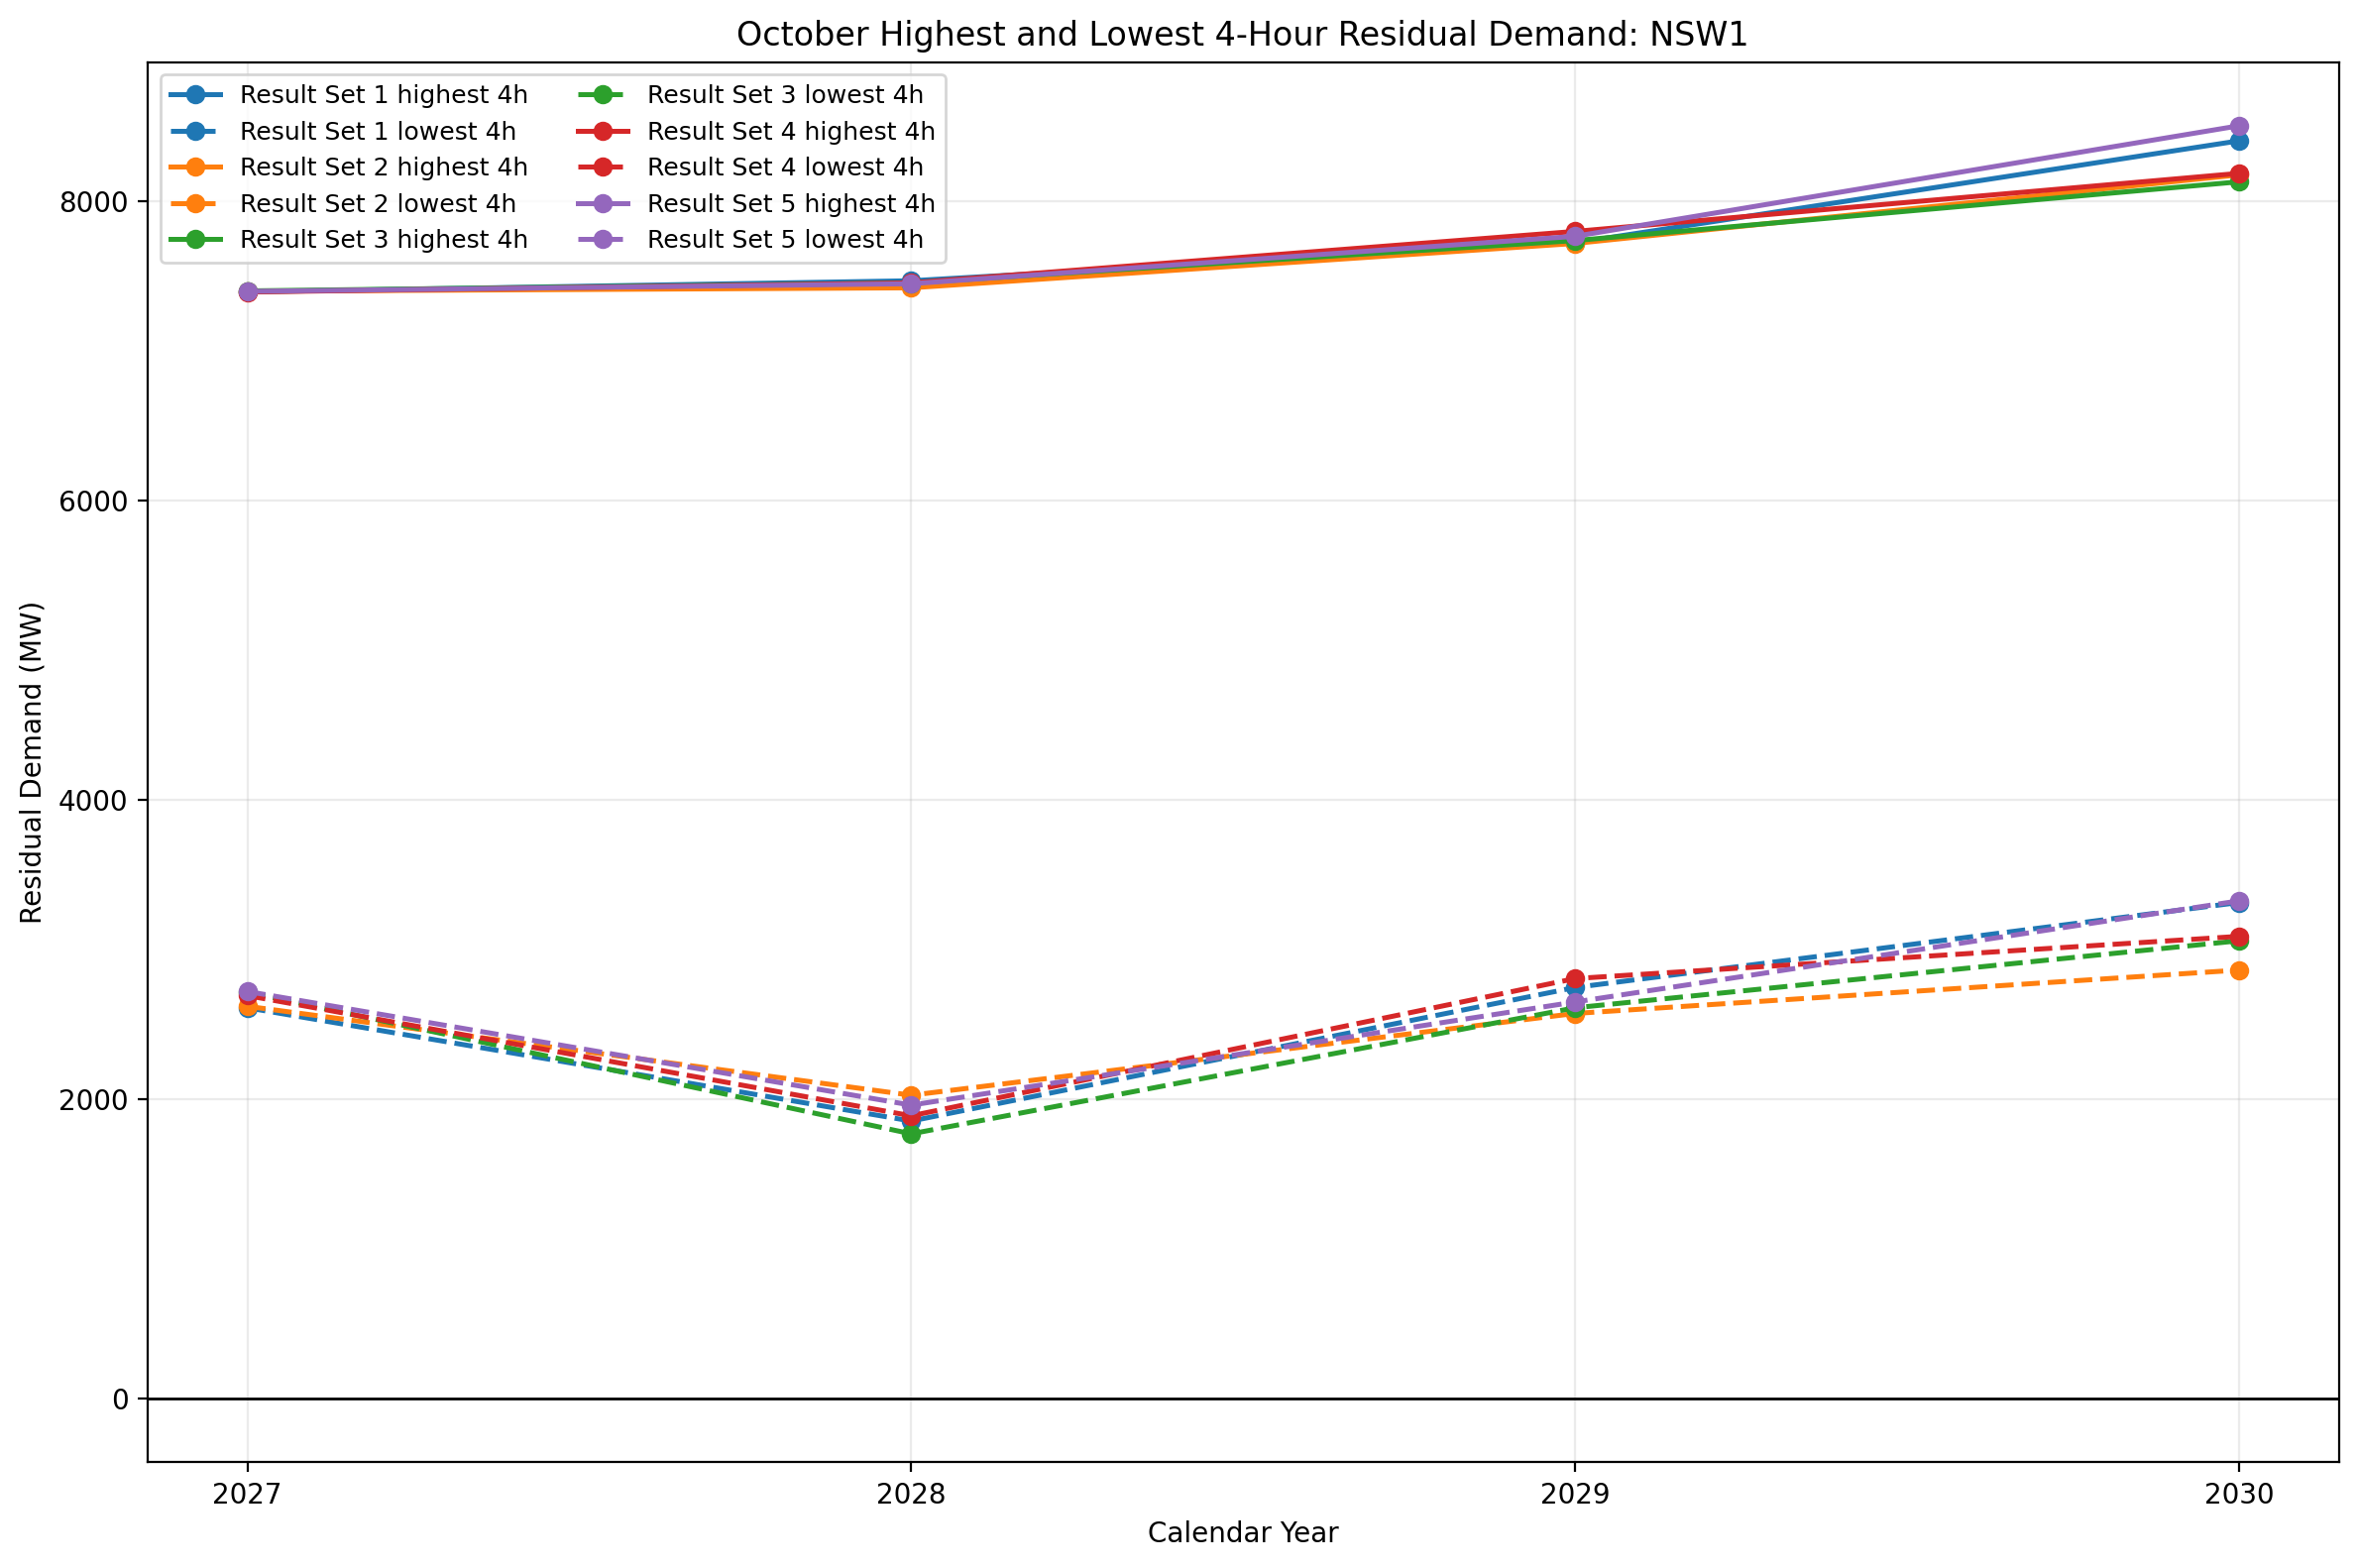 October Highest and Lowest 4-Hour Residual Demand: NSW1
Result Set 1 highest 4h
Result Set 1 lowest 4h
Result Set 2 highest 4h
Result Set 2 lowest 4h
Result Set 3 highest 4h
Result Set 3 lowest 4h
Result Set 4 highest 4h
Result Set 4 lowest 4h
Result Set 5 highest 4h
Result Set 5 lowest 4h
Residual Demand (MW)
8000
6000
4000
2000
0
2027
2028
2029
2030
Calendar Year